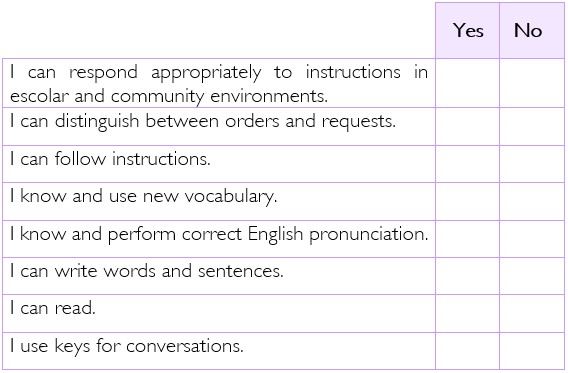 Yes No
I can respond appropriately to instructions in
escolar and community environments.
I can distinguish between orders and requests.
I can follow instructions.
I know and use new vocabulary.
I know and perform correct English pronunciation.
I can write words and sentences.
I can read.
I use keys for conversations.